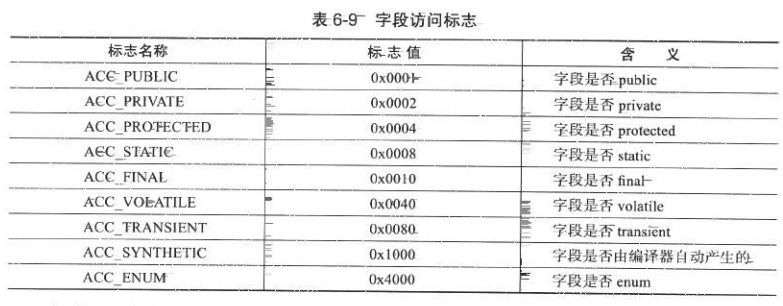 表 6-9 字段访问标志
标志名称 标志值 含 义
ACC_PUBLIC 0x0001 字段是否 public
ACC_PRIVATE 0x0002 字段是否 private
ACC_PROTECTED 0x0004 字段是否 protected
ACC_STATIC 0x0008 字段是否 static
ACC_FINAL 0x0010 字段是否 final
ACC_VOLATILE 0x0040 字段是否 volatile
ACC_TRANSIENT 0x0080 字段是否 transient
ACC_SYNTHETIC 0x1000 字段是否由编译器自动产生的
ACC_ENUM 0x4000 字段是否 enum